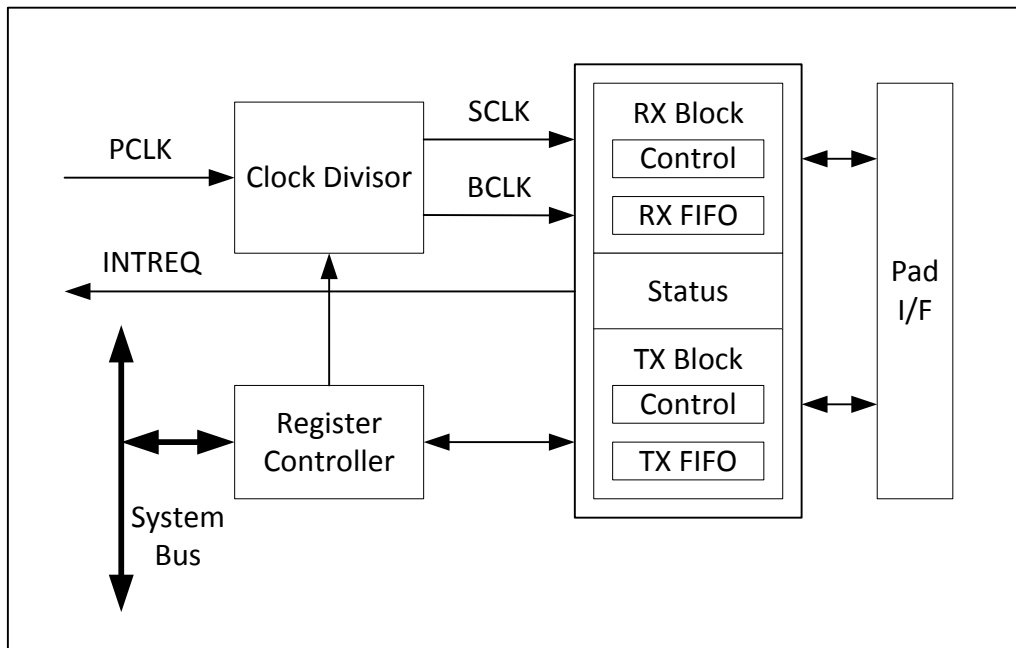 PCLK
Clock Divisor
SCLK
BCLK
INTREQ
Register
Controller
System
Bus
RX Block
Control
RX FIFO
Status
TX Block
Control
TX FIFO
Pad
I/F